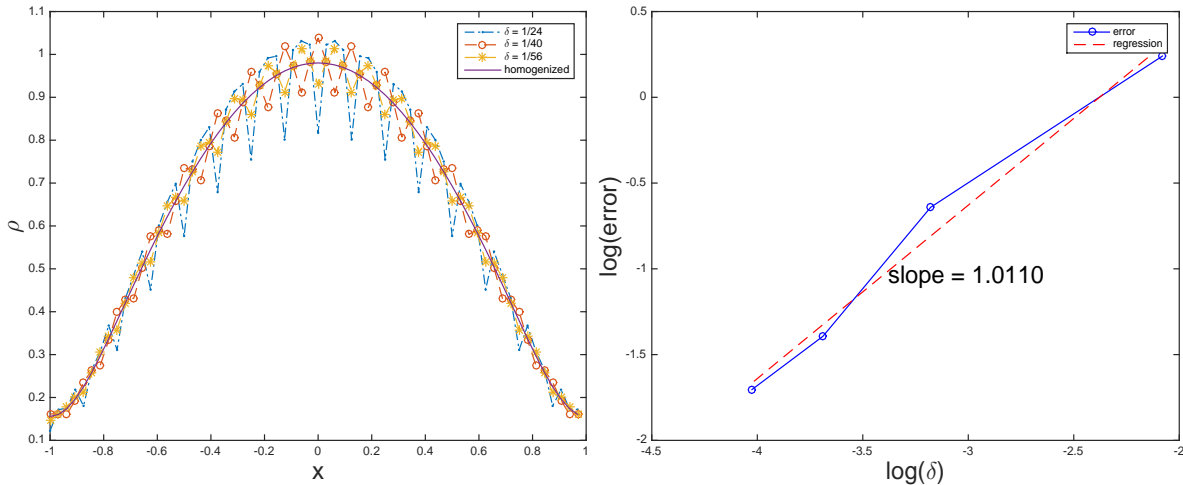 1.1
1
0.9
0.8
0.7
0.6
0.5
0.4
0.3
0.2
0.1
ρ
-1 -0.8 -0.6 -0.4 -0.2 0 0.2 0.4 0.6 0.8 1
x
δ = 1/24
δ = 1/40
δ = 1/56
homogenized
0.5
0
-0.5
-1
-1.5
-2
log(error)
-4.5 -4 -3.5 -3 -2.5 -2
log(δ)
error
regression
slope = 1.0110